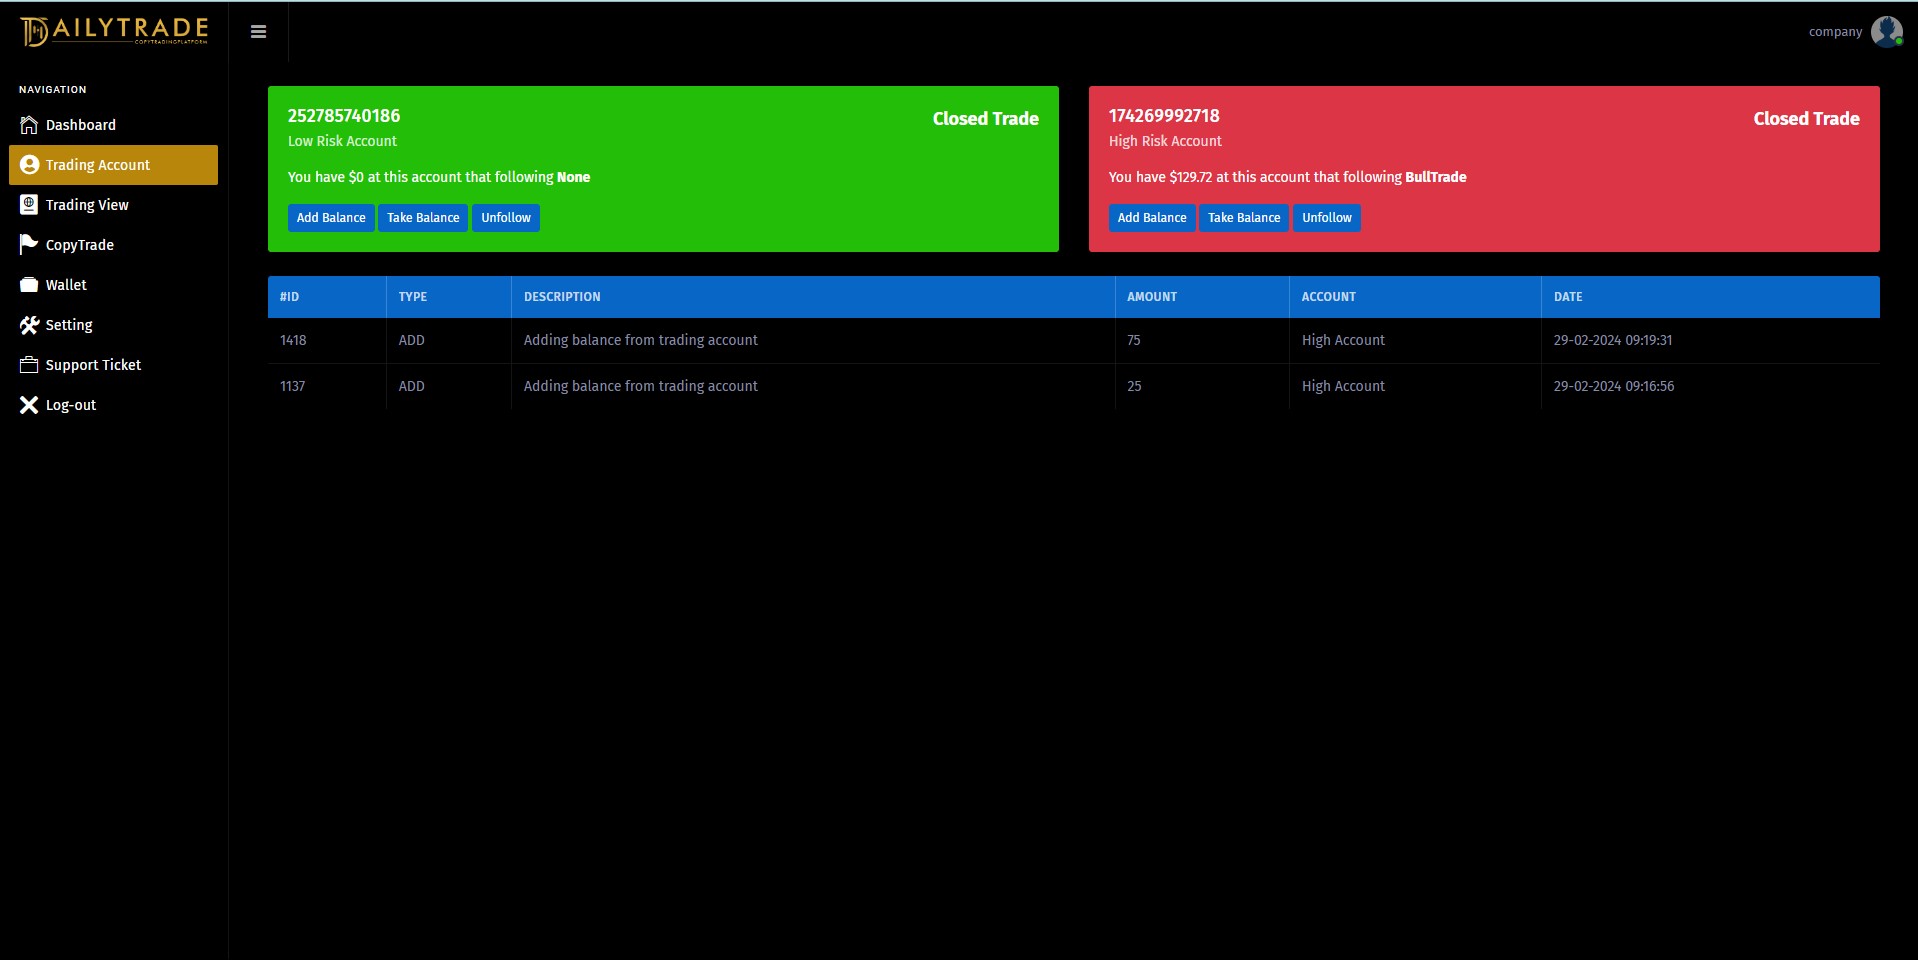 DAILYTRADE
COPYTRADINGPLATFORM
company
NAVIGATION
Dashboard
Trading Account
Trading View
CopyTrade
Wallet
Setting
Support Ticket
Log-out
252785740186
Closed Trade
Low Risk Account
You have $0 at this account that following None
Add Balance Take Balance Unfollow
174269992718
Closed Trade
High Risk Account
You have $129.72 at this account that following BullTrade
Add Balance Take Balance Unfollow
#ID TYPE DESCRIPTION AMOUNT ACCOUNT DATE
1418 ADD Adding balance from trading account 75 High Account 29-02-2024 09:19:31
1137 ADD Adding balance from trading account 25 High Account 29-02-2024 09:16:56